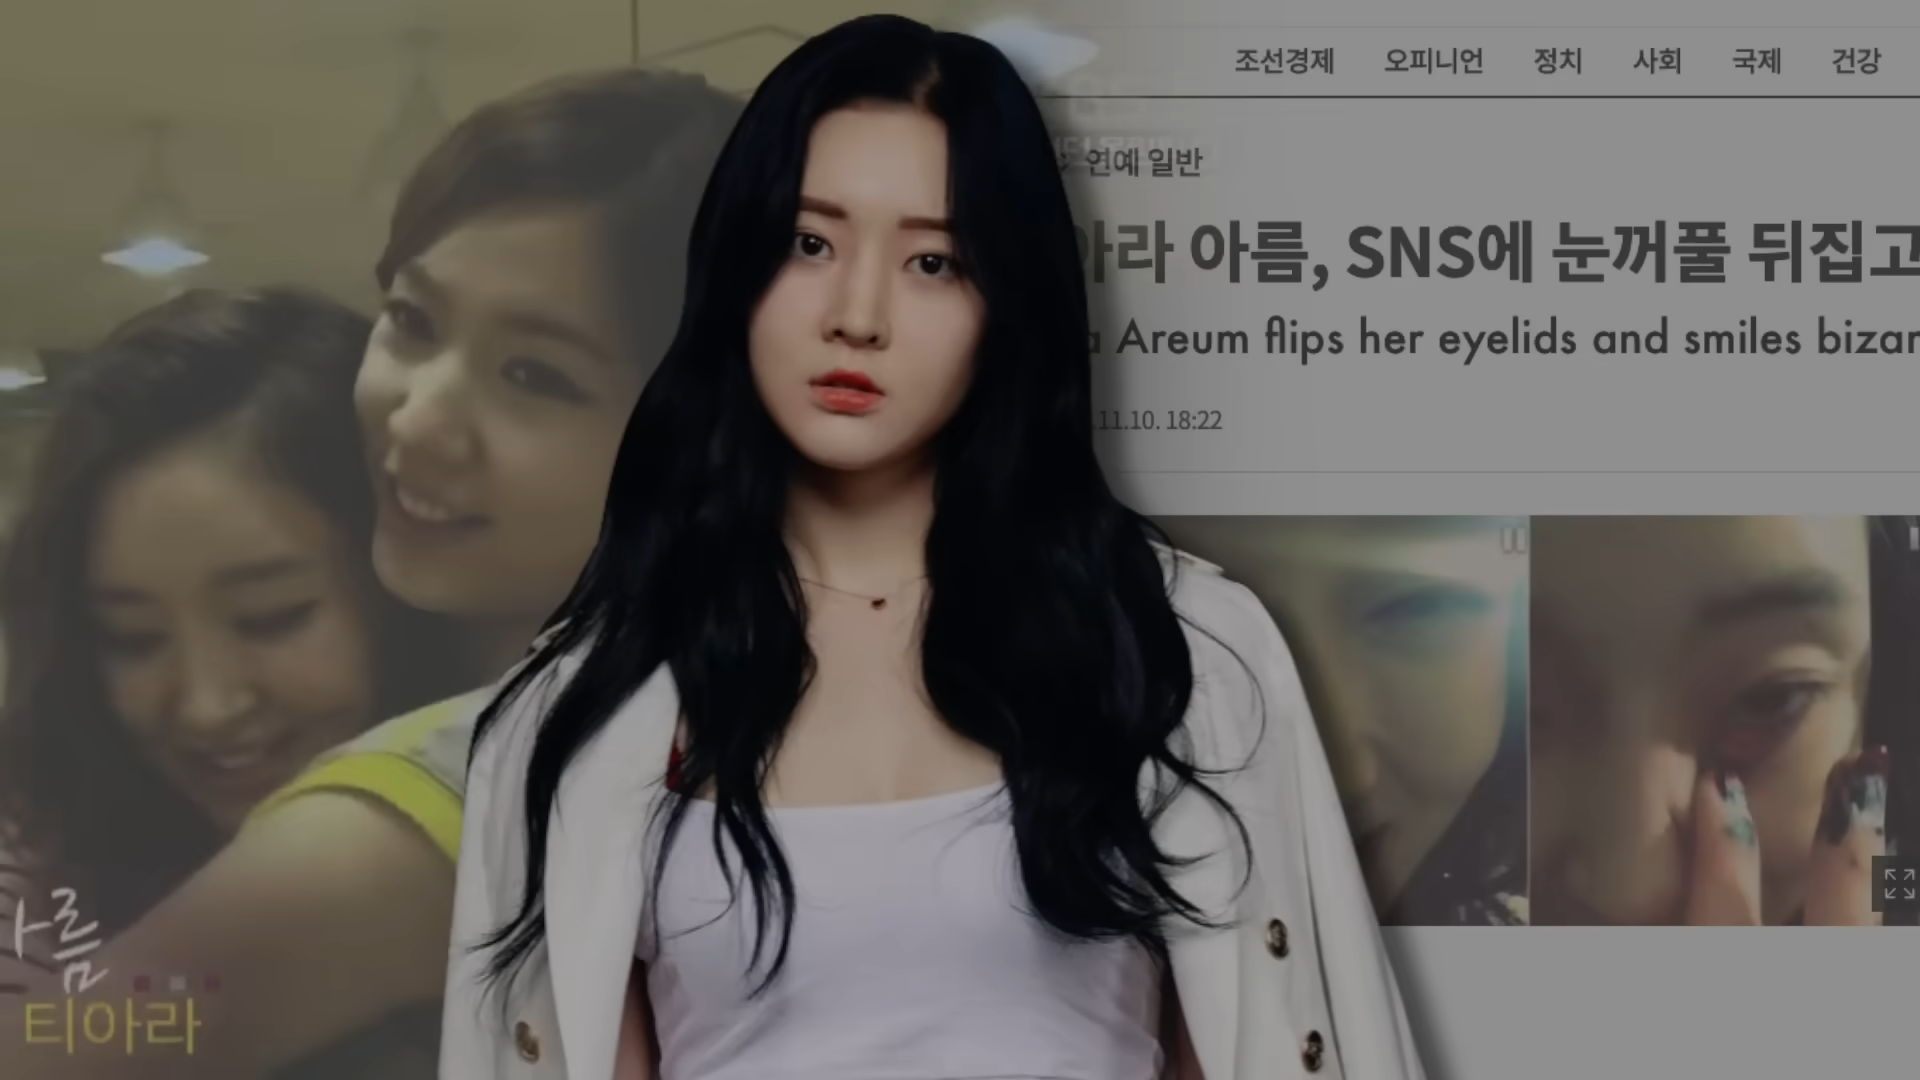 조선경제 오피니언 정치 사회 국제 건강
연예 일반
아라 아름, SNS에 눈꺼풀 뒤집고
a Areum flips her eyelids and smiles bizar
.11.10. 18:22
아름
티아라